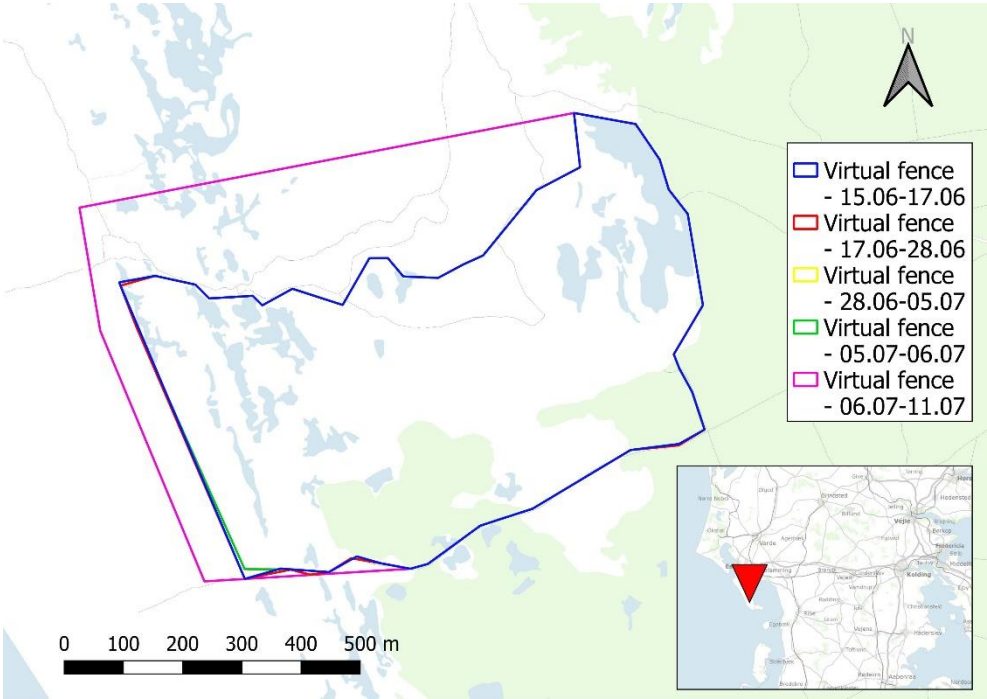 N
Virtual fence
- 15.06-17.06
Virtual fence
- 17.06-28.06
Virtual fence
- 28.06-05.07
Virtual fence
- 05.07-06.07
Virtual fence
- 06.07-11.07
0 100 200 300 400 500 m
Varde
Vejle
Kolding
Fredericia